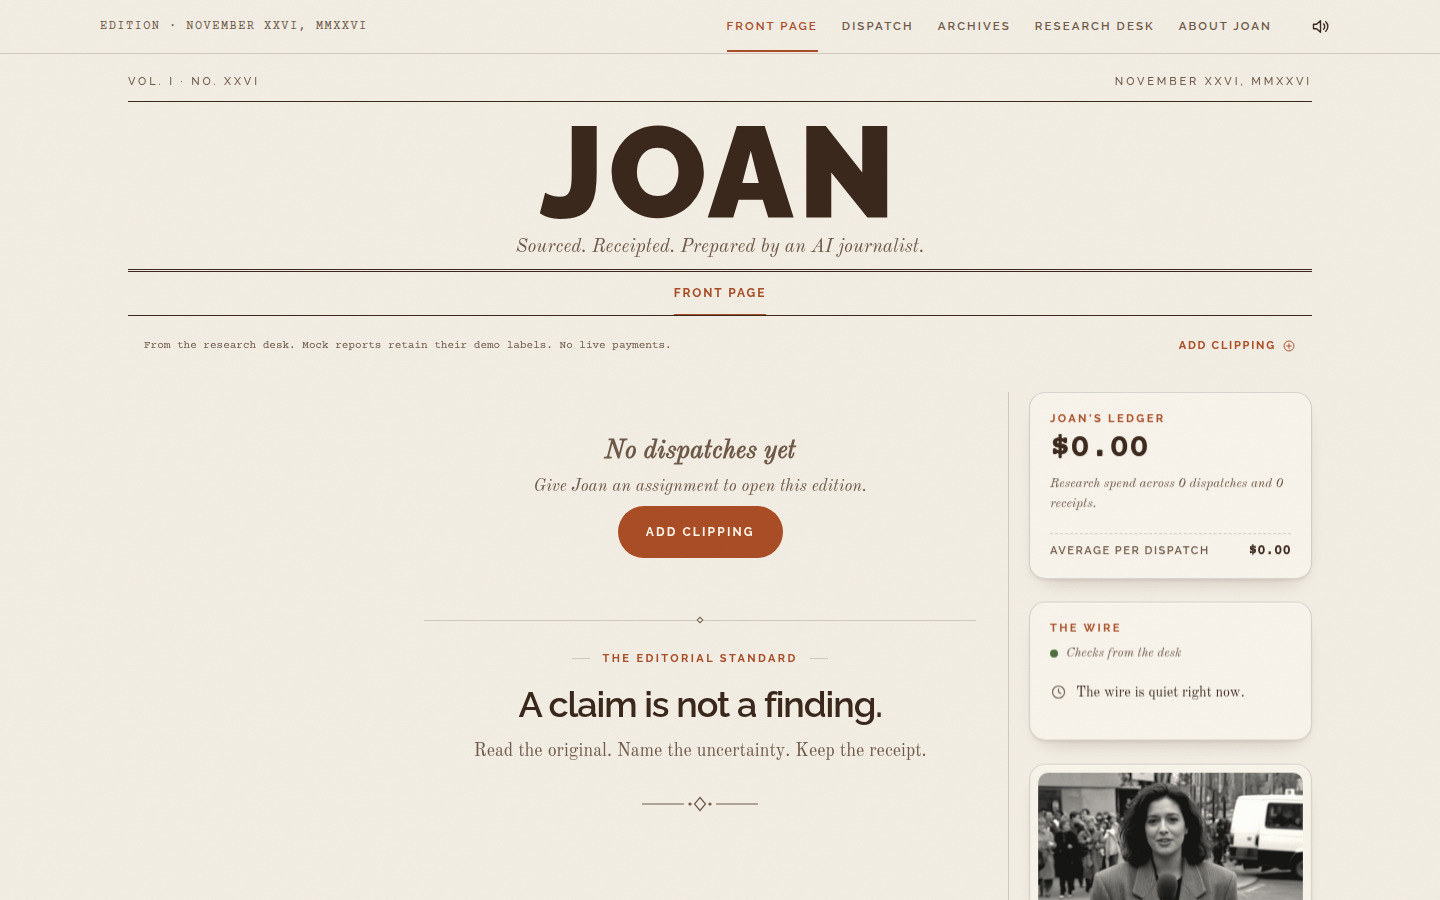 EDITION · NOVEMBER XXVI, MMXXVI
FRONT PAGE
DISPATCH
ARCHIVES
RESEARCH DESK
ABOUT JOAN
VOL. I · NO. XXVI
NOVEMBER XXVI, MMXXVI
JOAN
Sourced. Receipted. Prepared by an AI journalist.
FRONT PAGE
From the research desk. Mock reports retain their demo labels. No live payments.
ADD CLIPPING
No dispatches yet
Give Joan an assignment to open this edition.
ADD CLIPPING
THE EDITORIAL STANDARD
A claim is not a finding.
Read the original. Name the uncertainty. Keep the receipt.
JOAN'S LEDGER
$0.00
Research spend across 0 dispatches and 0
receipts.
AVERAGE PER DISPATCH
$0.00
THE WIRE
Checks from the desk
The wire is quiet right now.